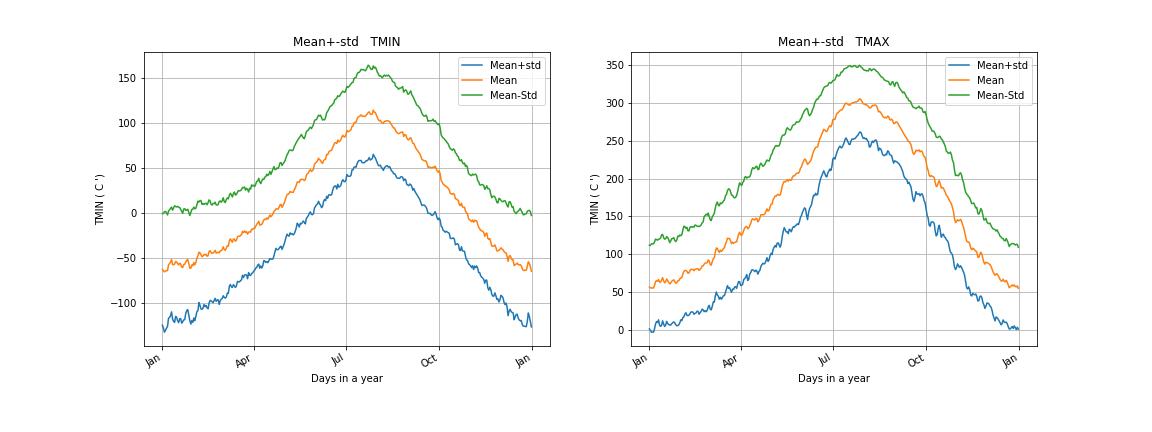 Mean+-std   TMIN
TMIN ( C °)
150
100
50
0
−50
−100
Mean+std
Mean
Mean-Std
Jan
Apr
Jul
Oct
Jan
Days in a year
Mean+-std   TMAX
TMIN ( C °)
350
300
250
200
150
100
50
0
Mean+std
Mean
Mean-Std
Jan
Apr
Jul
Oct
Jan
Days in a year